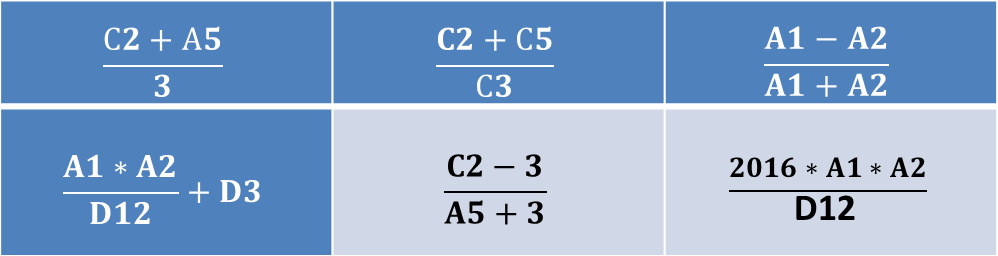 C2 + A5
3
C2 + C5
C3
A1 − A2
A1 + A2
A1 ∗ A2
D12
+ D3
C2 − 3
A5 + 3
2016 ∗ A1 ∗ A2
D12